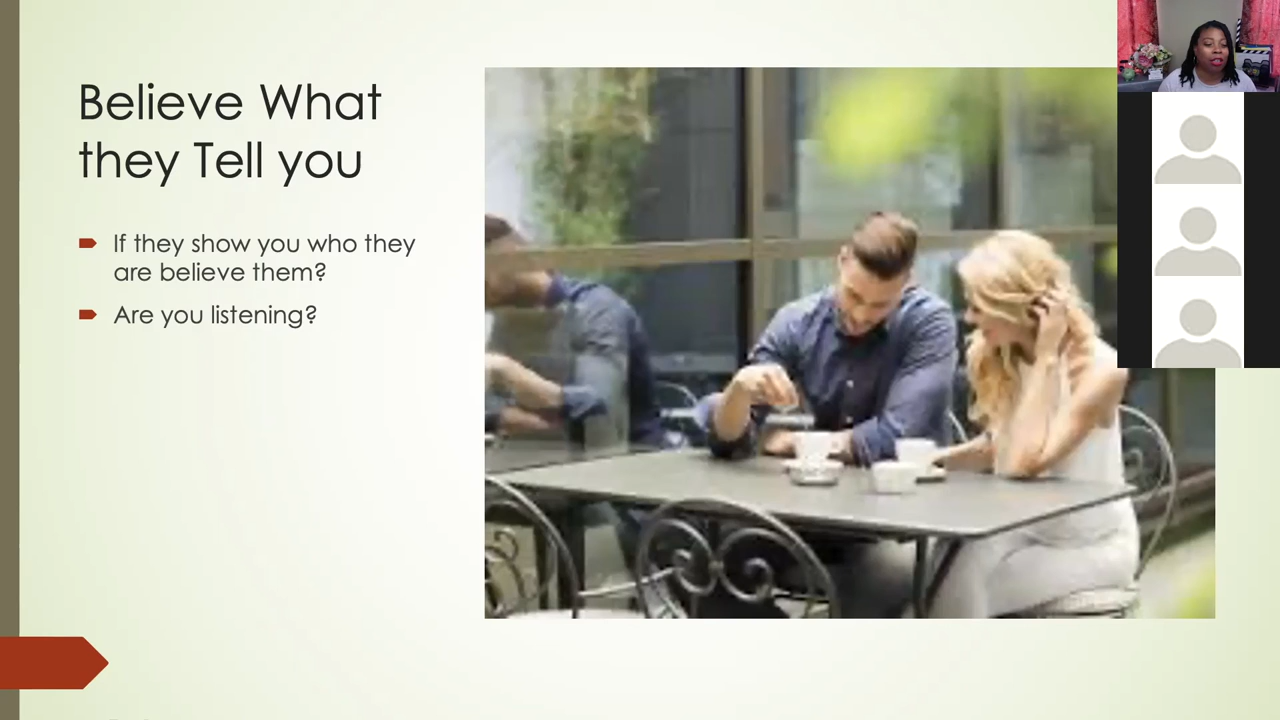 Believe What
they Tell you
If they show you who they
are believe them?
Are you listening?